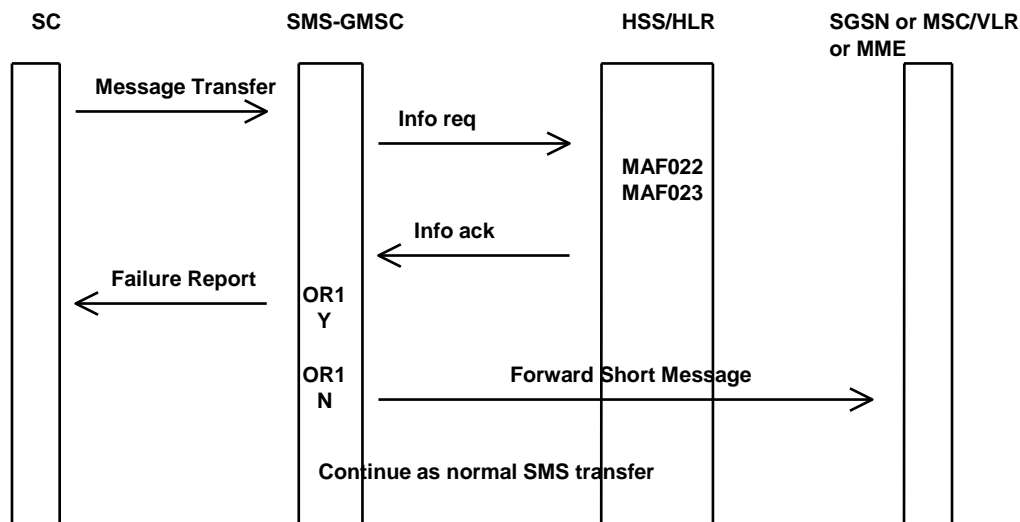 SC
SMS-GMSC
HSS/HLR
SGSN or MSC/VLR
or MME
Message Transfer
Info req
MAF022
MAF023
Info ack
Failure Report
OR1
Y
OR1
N
Forward Short Message
Continue as normal SMS transfer